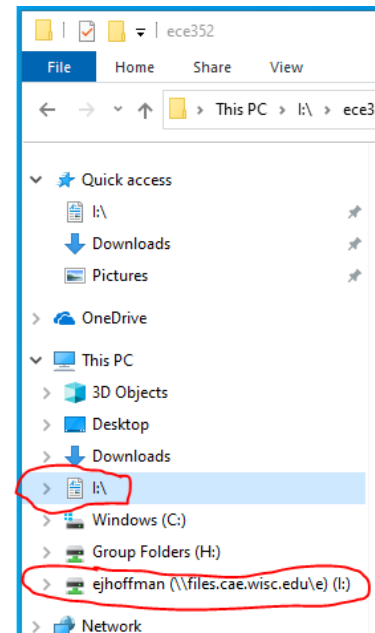 ece352
File Home Share View
This PC > I:\ > ece3
Quick access
I:\
Downloads
Pictures
OneDrive
This PC
3D Objects
Desktop
Downloads
I:\
Windows (C:)
Group Folders (H:)
ejhoffman (\\files.cae.wisc.edu\e) (I:)
Network